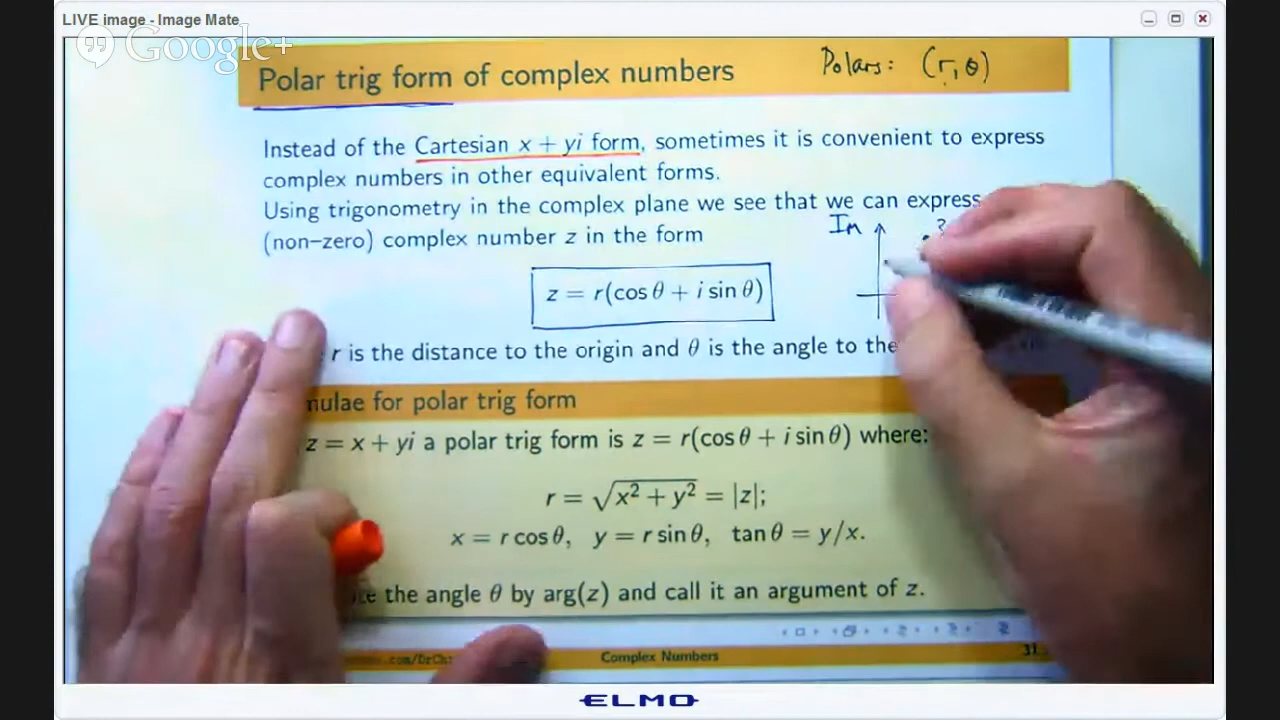 LIVE image - Image Mate
Google+
Polar trig form of complex numbers
Polars: (r, θ)
Instead of the Cartesian x + yi form, sometimes it is convenient to express
complex numbers in other equivalent forms.
Using trigonometry in the complex plane we see that we can express
(non–zero) complex number z in the form
Im
z
z = r(cos θ + i sin θ)
r is the distance to the origin and θ is the angle to the
mulae for polar trig form
z = x + yi a polar trig form is z = r(cos θ + i sin θ) where:
r = √x² + y² = |z|;
x = r cos θ, y = r sin θ, tan θ = y/x.
the angle θ by arg(z) and call it an argument of z.
Complex Numbers
31
ELMO